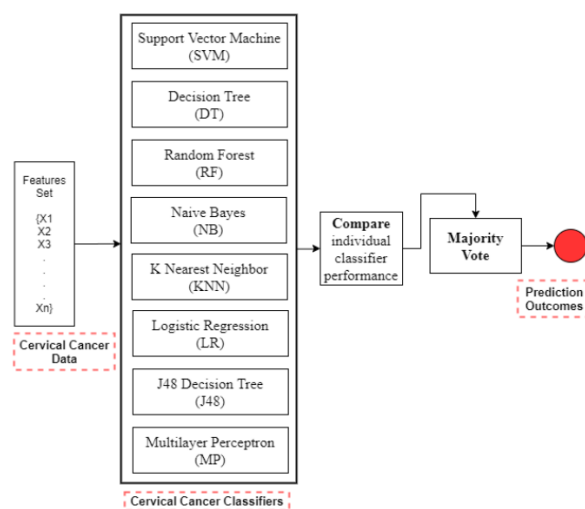 Features
Set
{X1
X2
X3
.
.
.
.
Xn}
Cervical Cancer
Data
Support Vector Machine
(SVM)
Decision Tree
(DT)
Random Forest
(RF)
Naive Bayes
(NB)
K Nearest Neighbor
(KNN)
Logistic Regression
(LR)
J48 Decision Tree
(J48)
Multilayer Perceptron
(MP)
Cervical Cancer Classifiers
Compare
individual
classifier
performance
Majority
Vote
Prediction
Outcomes